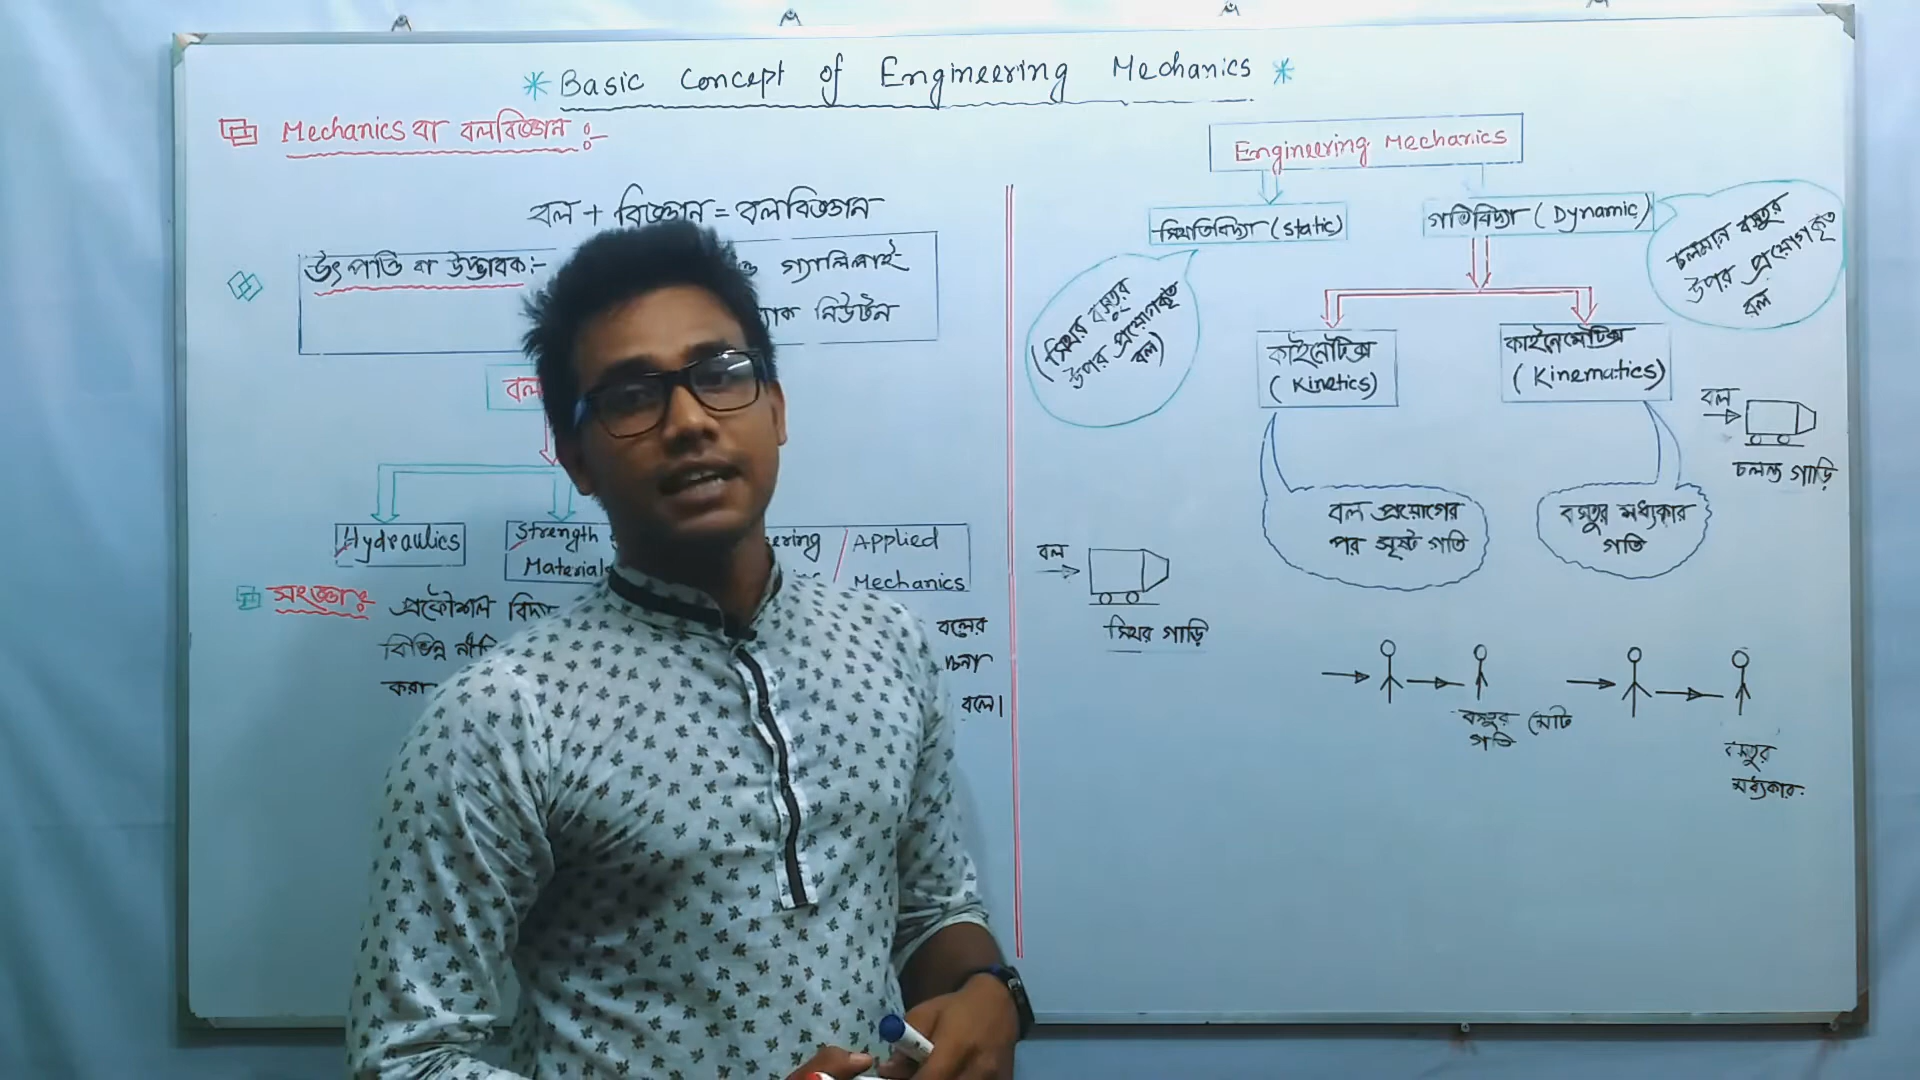 * Basic Concept of Engineering Mechanics *
Mechanics বা বলবিজ্ঞান :-
বল + বিজ্ঞান = বলবিজ্ঞান
উৎপত্তি বা উদ্ভাবক:-
গ্যালিলাই-
নিউটন
বল
Hydraulics
Strength
Materials
Applied
Mechanics
সংজ্ঞাঃ প্রকৌশল বিদ্যা
বলের
বিভিন্ন
করা
বলে।
Engineering Mechanics
স্থিতিবিদ্যা (static)
গতিবিদ্যা (Dynamic)
(স্থির বস্তুর
উপর প্রয়োগকৃত
বল)
চলমান বস্তুর
উপর প্রয়োগকৃত
বল
কাইনেটিক্স
(Kinetics)
কাইনেমেটিক্স
(Kinematics)
বল
চলন্ত গাড়ি
বল প্রয়োগের
পর সৃষ্ট গতি
বস্তুর মধ্যকার
গতি
বল
স্থির গাড়ি
বস্তুর মোট
গতি
বস্তুর
মধ্যকার